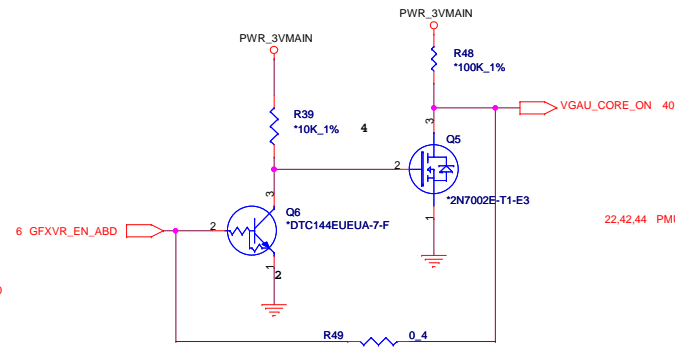 PWR_3VMAIN
PWR_3VMAIN
R48
*100K_1%
R39
*10K_1%
4
3
VGAU_CORE_ON 40
Q5
2
*2N7002E-T1-E3
3
1
Q6
*DTC144EUEUA-7-F
22,42,44 PMU
6 GFXVR_EN_ABD
2
1
2
R49
0_4